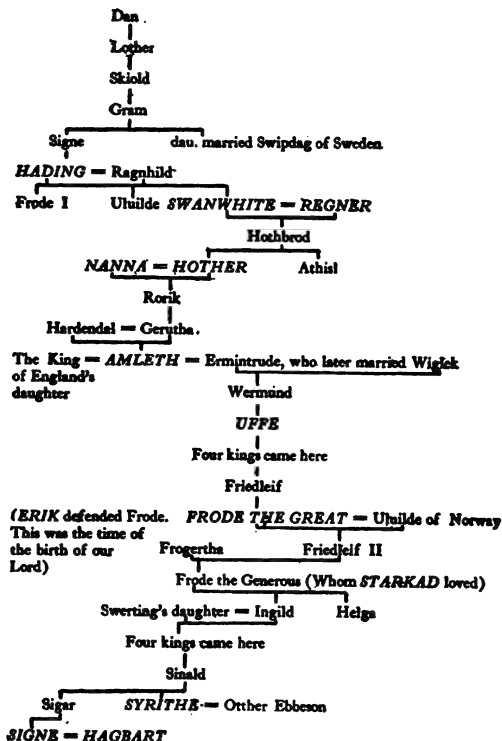 Dan
Lother
Skiold
Gram
Signe dau. married Swipdag of Sweden
HADING = Ragnhild
Frode I Uluilde SWANWHITE = REGNER
Hothbrod
NANNA = HOTHER Athisl
Rorik
Hardendal = Gerutha.
The King = AMLETH = Ermintrude, who later married Wiglek
of England's
daughter
Wermund
UFFE
Four kings came here
Friedleif
(ERIK defended Frode. FRODE THE GREAT = Uluilde of Norway
This was the time of
the birth of our Frogertha Friedleif II
Lord)
Frode the Generous (Whom STARKAD loved)
Swerting's daughter = Ingild Helga
Four kings came here
Sinald
Sigar SYRITHE = Otther Ebbeson
SIGNE = HAGBART